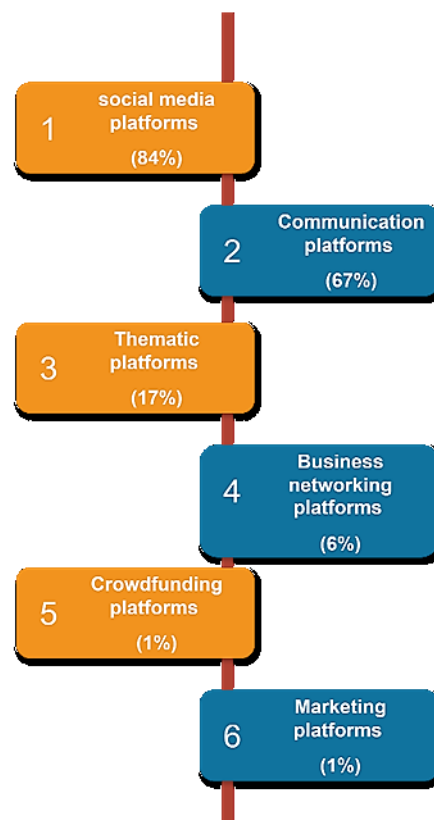 1
social media
platforms
(84%)
2
Communication
platforms
(67%)
3
Thematic
platforms
(17%)
4
Business
networking
platforms
(6%)
5
Crowdfunding
platforms
(1%)
6
Marketing
platforms
(1%)